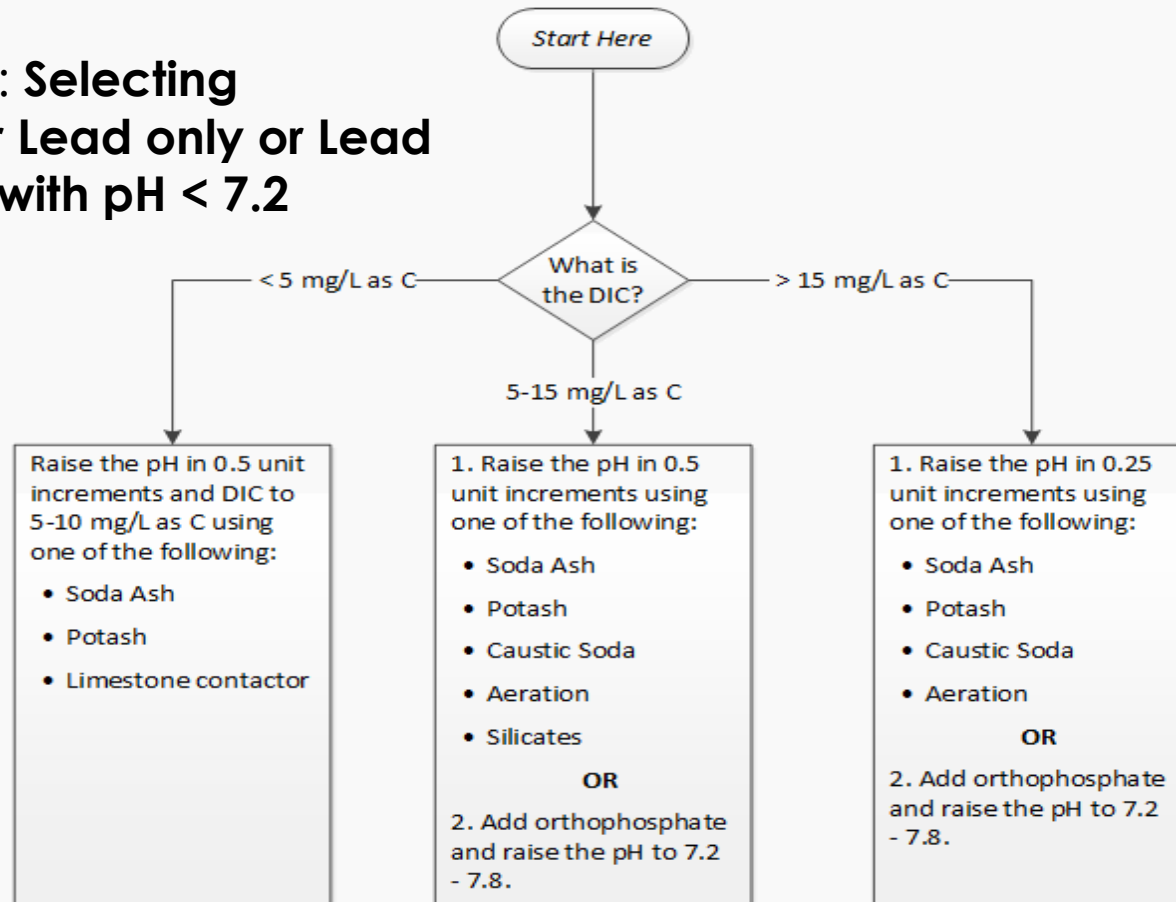 Start Here
: Selecting
r Lead only or Lead
with pH < 7.2
What is
the DIC?
< 5 mg/L as C
> 15 mg/L as C
5-15 mg/L as C
Raise the pH in 0.5 unit
increments and DIC to
5-10 mg/L as C using
one of the following:
• Soda Ash
• Potash
• Limestone contactor
1. Raise the pH in 0.5
unit increments using
one of the following:
• Soda Ash
• Potash
• Caustic Soda
• Aeration
• Silicates
OR
2. Add orthophosphate
and raise the pH to 7.2
- 7.8.
1. Raise the pH in 0.25
unit increments using
one of the following:
• Soda Ash
• Potash
• Caustic Soda
• Aeration
OR
2. Add orthophosphate
and raise the pH to 7.2
- 7.8.